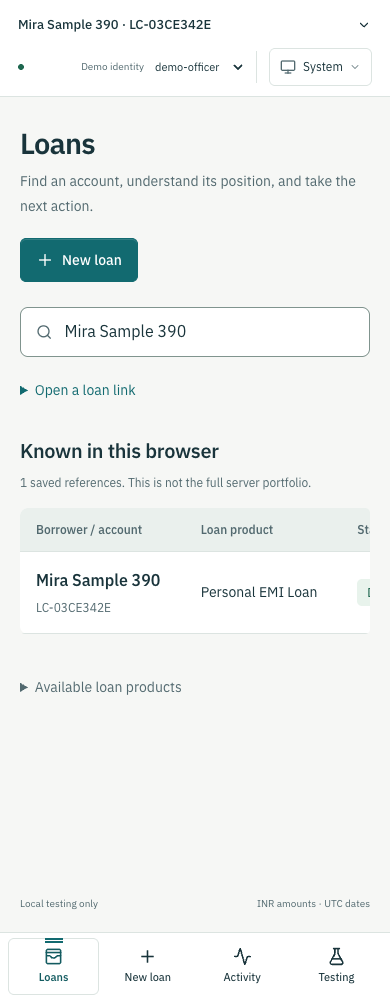 Mira Sample 390 · LC-03CE342E
Demo identity demo-officer System
Loans
Find an account, understand its position, and take the
next action.
New loan
Mira Sample 390
Open a loan link
Known in this browser
1 saved references. This is not the full server portfolio.
Borrower / account Loan product
Mira Sample 390
LC-03CE342E
Personal EMI Loan
Available loan products
Local testing only INR amounts · UTC dates
Loans New loan Activity Testing